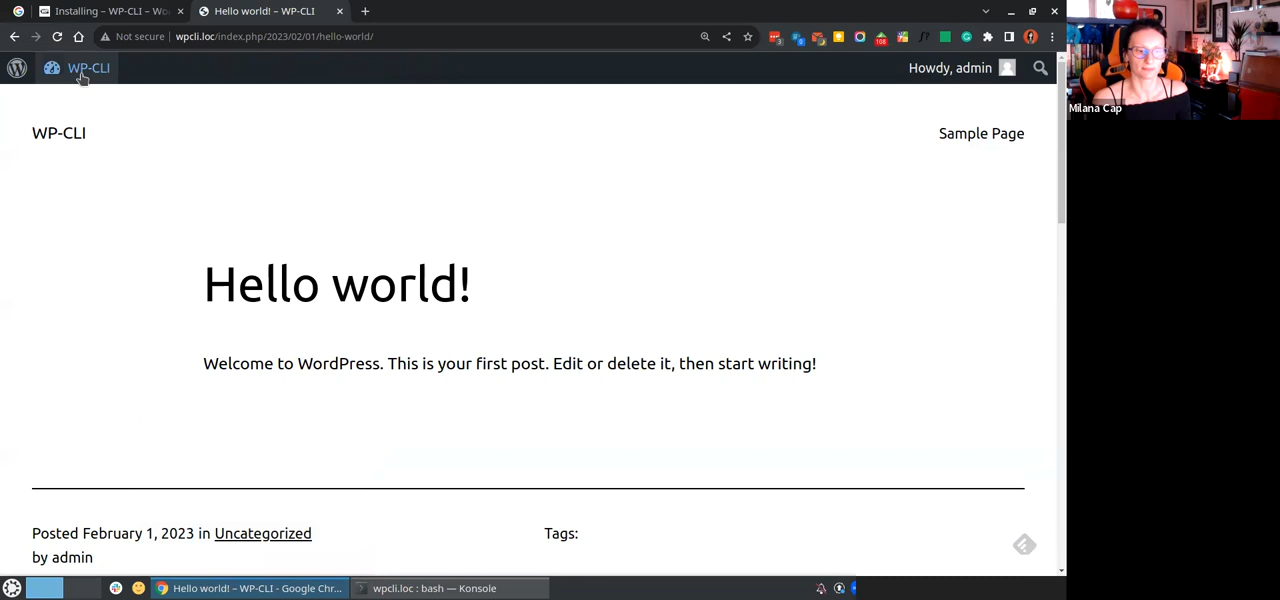 Installing – WP-CLI – Wo
Hello world! – WP-CLI
Not secure
wpcli.loc/index.php/2023/02/01/hello-world/
108
WP-CLI
Howdy, admin
Milana Cap
WP-CLI
Sample Page
Hello world!
Welcome to WordPress. This is your first post. Edit or delete it, then start writing!
Posted February 1, 2023 in Uncategorized
by admin
Tags:
Hello world! – WP-CLI - Google Chr...
wpcli.loc : bash — Konsole